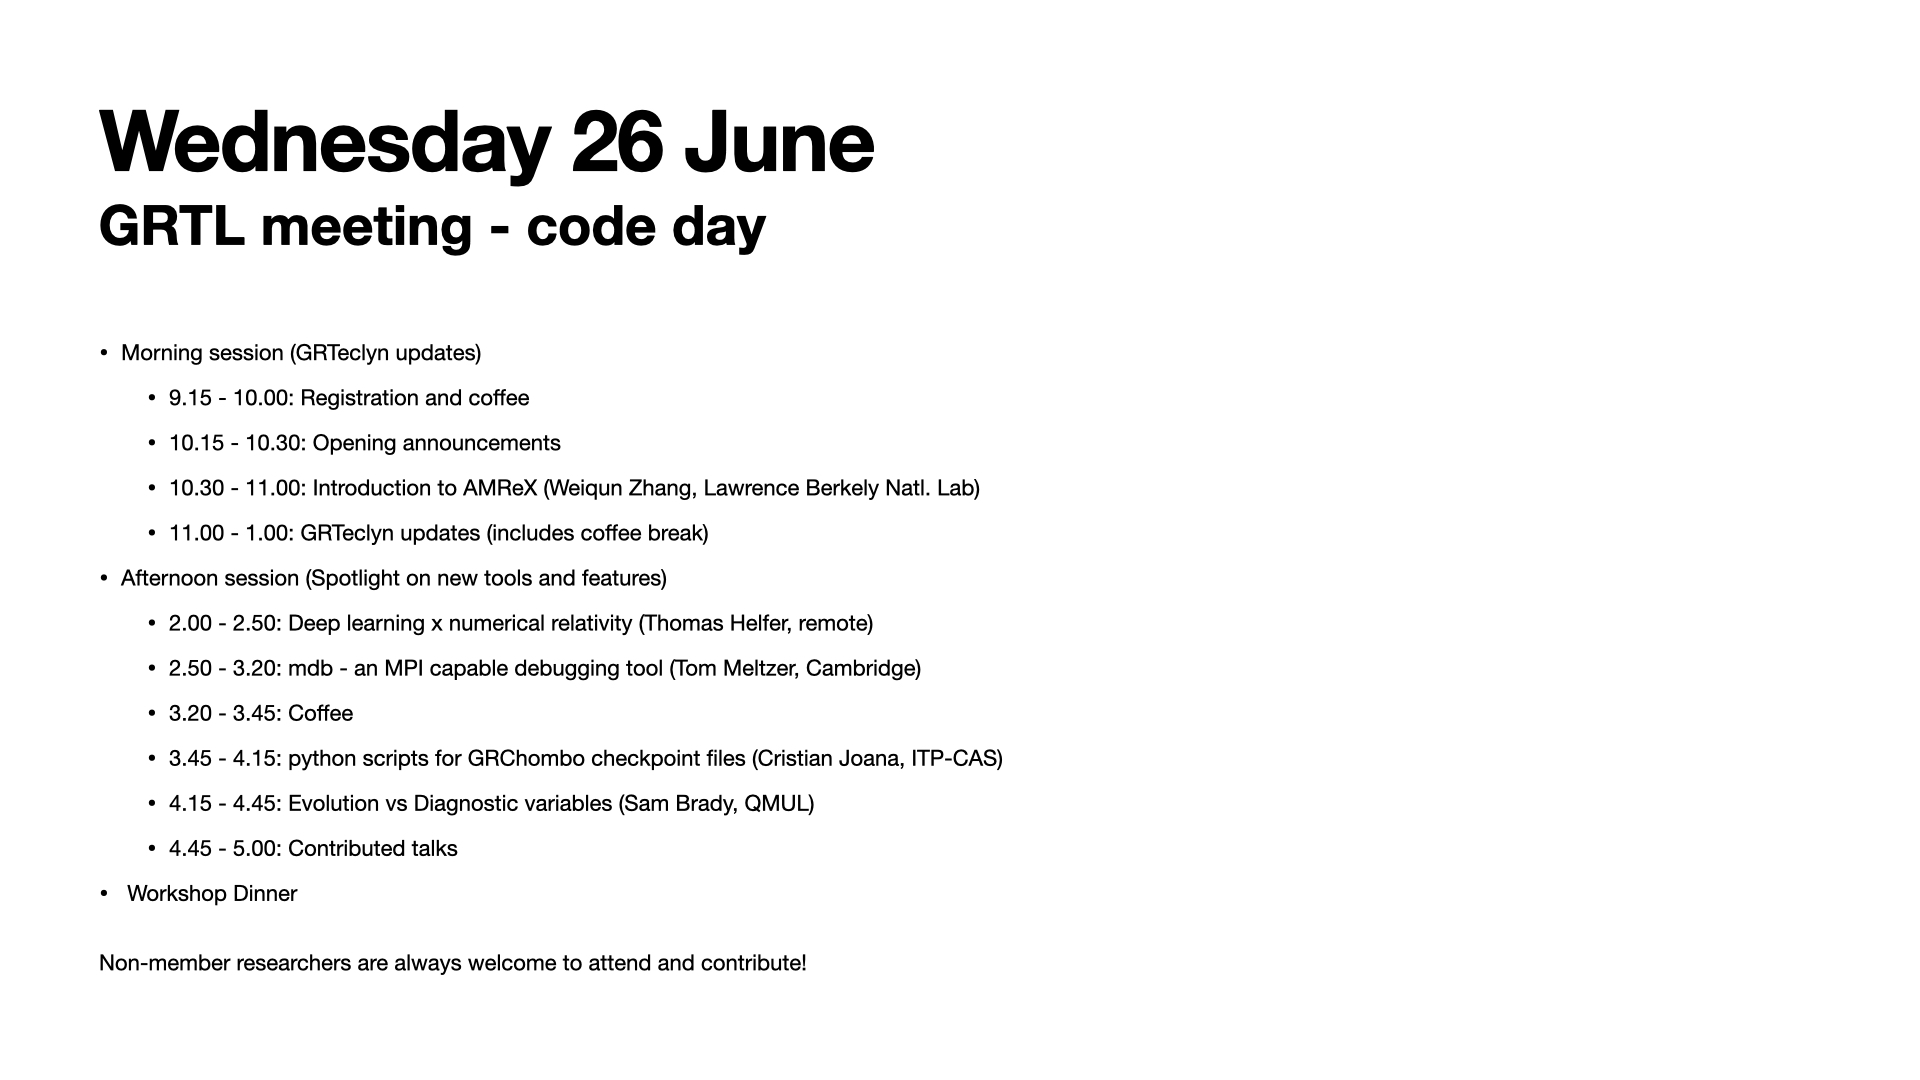 Wednesday 26 June
GRTL meeting - code day
• Morning session (GRTeclyn updates)
• 9.15 - 10.00: Registration and coffee
• 10.15 - 10.30: Opening announcements
• 10.30 - 11.00: Introduction to AMReX (Weiqun Zhang, Lawrence Berkely Natl. Lab)
• 11.00 - 1.00: GRTeclyn updates (includes coffee break)
• Afternoon session (Spotlight on new tools and features)
• 2.00 - 2.50: Deep learning x numerical relativity (Thomas Helfer, remote)
• 2.50 - 3.20: mdb - an MPI capable debugging tool (Tom Meltzer, Cambridge)
• 3.20 - 3.45: Coffee
• 3.45 - 4.15: python scripts for GRChombo checkpoint files (Cristian Joana, ITP-CAS)
• 4.15 - 4.45: Evolution vs Diagnostic variables (Sam Brady, QMUL)
• 4.45 - 5.00: Contributed talks
• Workshop Dinner
Non-member researchers are always welcome to attend and contribute!